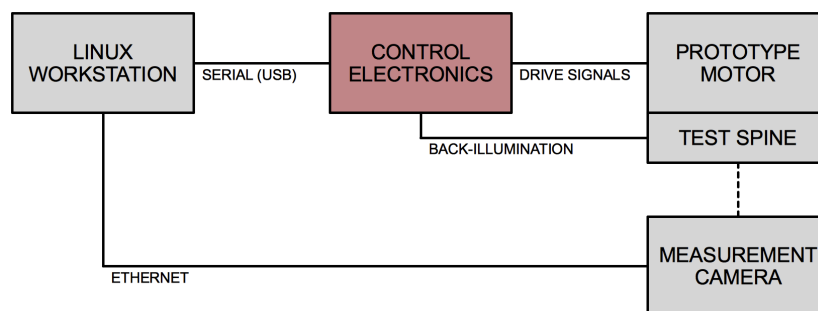 LINUX
WORKSTATION
SERIAL (USB)
CONTROL
ELECTRONICS
DRIVE SIGNALS
PROTOTYPE
MOTOR
BACK-ILLUMINATION
TEST SPINE
ETHERNET
MEASUREMENT
CAMERA